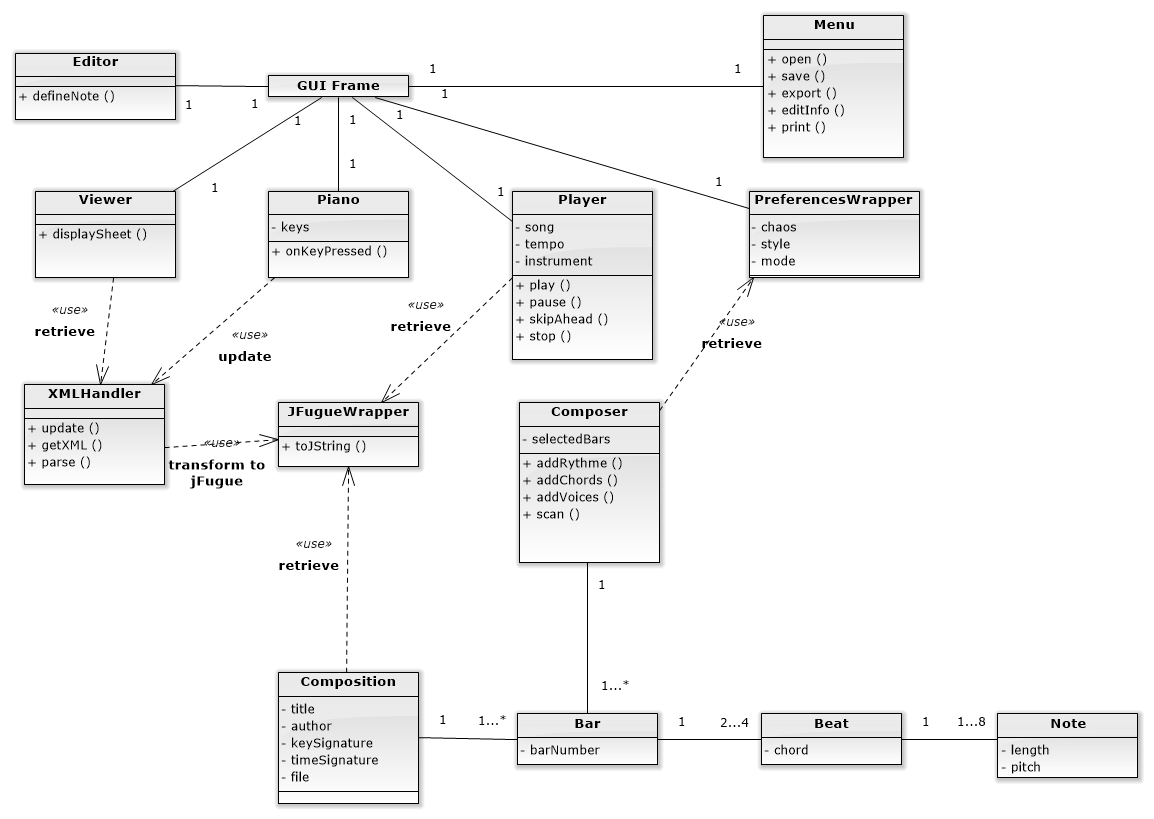 Menu
+ open ()
+ save ()
+ export ()
+ editInfo ()
+ print ()
Editor
+ defineNote ()
GUI Frame
1
1
1
1
1
1
1
1
1
1
1
1
Viewer
+ displaySheet ()
Piano
- keys
+ onKeyPressed ()
Player
- song
- tempo
- instrument
+ play ()
+ pause ()
+ skipAhead ()
+ stop ()
PreferencesWrapper
- chaos
- style
- mode
«use»
retrieve
«use»
update
«use»
retrieve
«use»
retrieve
XMLHandler
+ update ()
+ getXML ()
+ parse ()
«use»
transform to
jFugue
JFugueWrapper
+ toJString ()
Composer
- selectedBars
+ addRythme ()
+ addChords ()
+ addVoices ()
+ scan ()
«use»
retrieve
1
1...*
Composition
- title
- author
- keySignature
- timeSignature
- file
1
1...*
Bar
- barNumber
1
2...4
Beat
- chord
1
1...8
Note
- length
- pitch